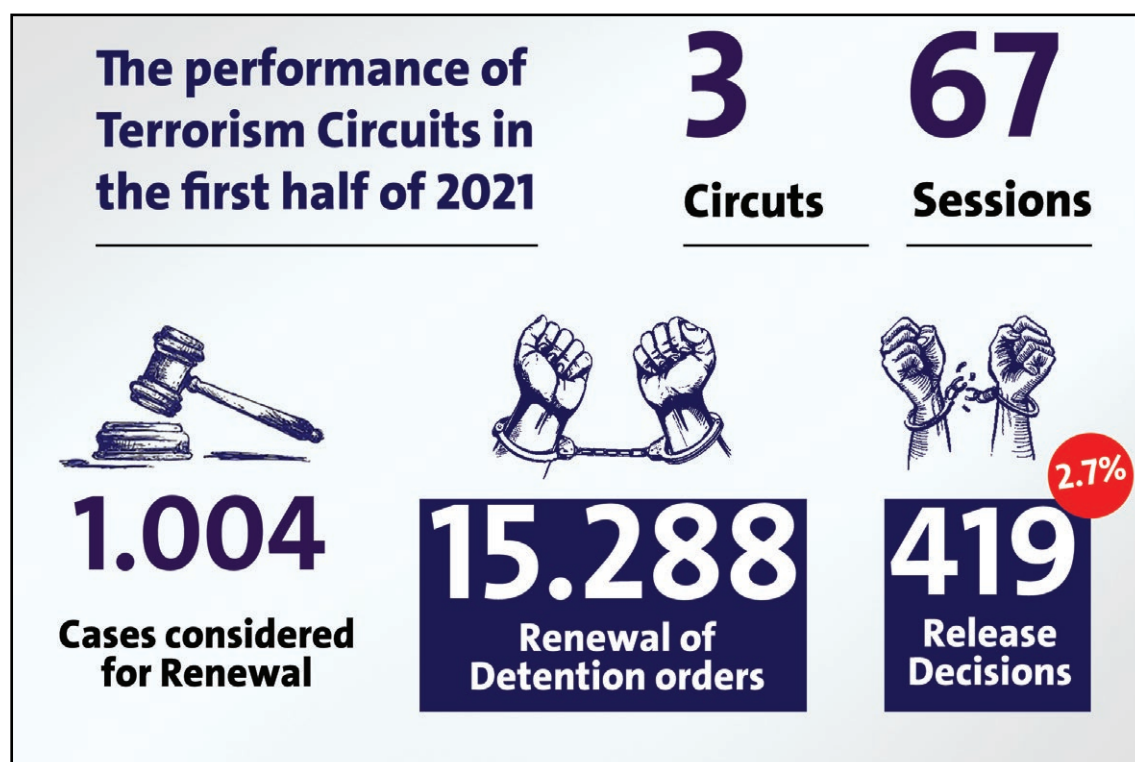 The performance of
Terrorism Circuits in
the first half of 2021
3
Circuts
67
Sessions
1.004
Cases considered
for Renewal
15.288
Renewal of
Detention orders
2.7%
419
Release
Decisions